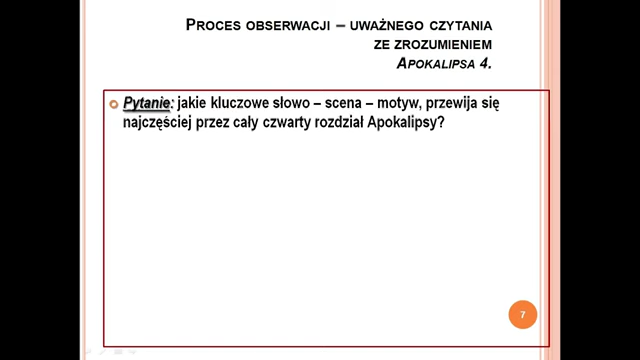 PROCES OBSERWACJI – UWAŻNEGO CZYTANIA
ZE ZROZUMIENIEM
APOKALIPSA 4.
Pytanie: jakie kluczowe słowo – scena – motyw, przewija się
najczęściej przez cały czwarty rozdział Apokalipsy?
7